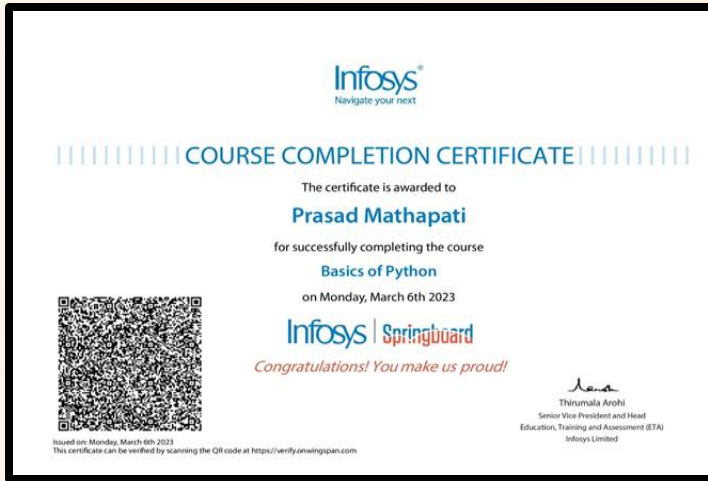 Infosys®
Navigate your next
COURSE COMPLETION CERTIFICATE
The certificate is awarded to
Prasad Mathapati
for successfully completing the course
Basics of Python
on Monday, March 6th 2023
Infosys | Springboard
Congratulations! You make us proud!
Thirumala Arohi
Senior Vice President and Head
Education, Training and Assessment (ETA)
Infosys Limited
Issued on: Monday, March 6th 2023
This certificate can be verified by scanning the QR code at https://verify.onwingspan.com